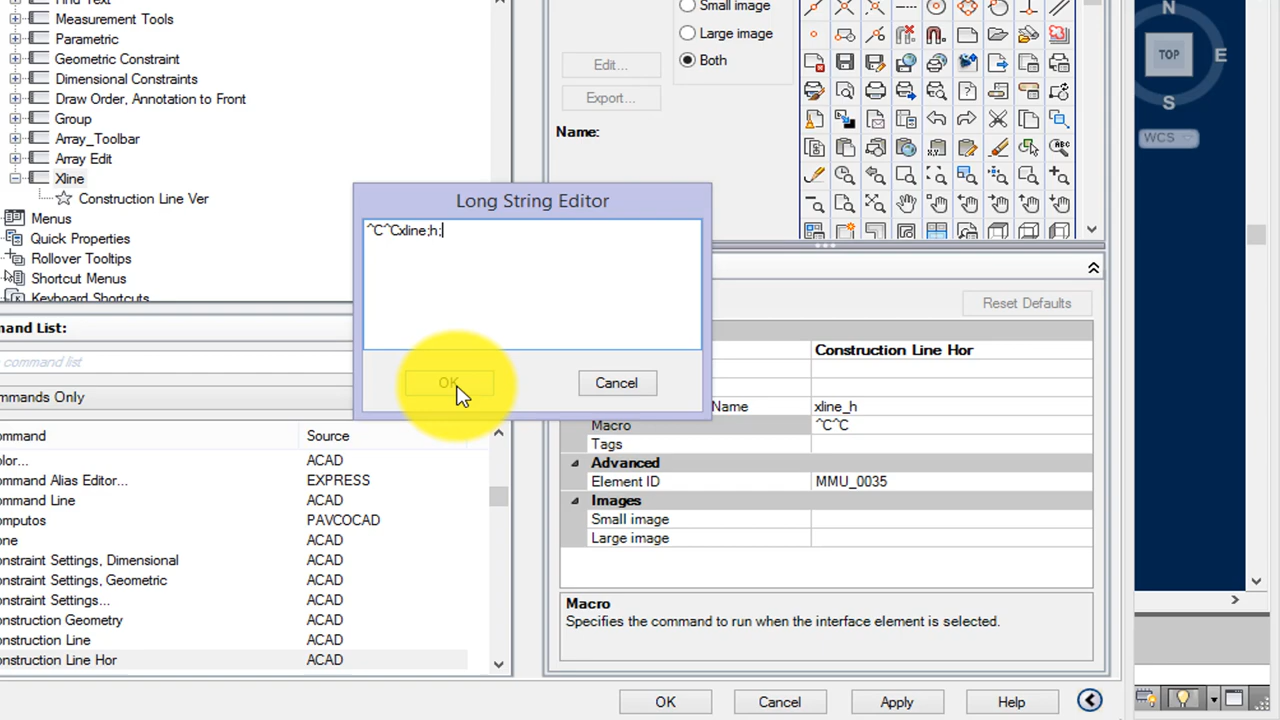 Find Text
Measurement Tools
Parametric
Geometric Constraint
Dimensional Constraints
Draw Order, Annotation to Front
Group
Array_Toolbar
Array Edit
Xline
Construction Line Ver
Menus
Quick Properties
Rollover Tooltips
Shortcut Menus
Keyboard Shortcuts
mand List:
command list
mmands Only
ommand
Source
olor...
ACAD
ommand Alias Editor...
EXPRESS
ommand Line
ACAD
omputos
PAVCOCAD
one
ACAD
onstraint Settings, Dimensional
ACAD
onstraint Settings, Geometric
ACAD
onstraint Settings...
ACAD
onstruction Geometry
ACAD
onstruction Line
ACAD
onstruction Line Hor
ACAD
Small image
Large image
Both
Edit...
Export...
Name:
Long String Editor
^C^Cxline;h;
OK
Cancel
Reset Defaults
Construction Line Hor
Name
xline_h
Macro
^C^C
Tags
Advanced
Element ID
MMU_0035
Images
Small image
Large image
Macro
Specifies the command to run when the interface element is selected.
OK
Cancel
Apply
Help
N
TOP
E
S
WCS